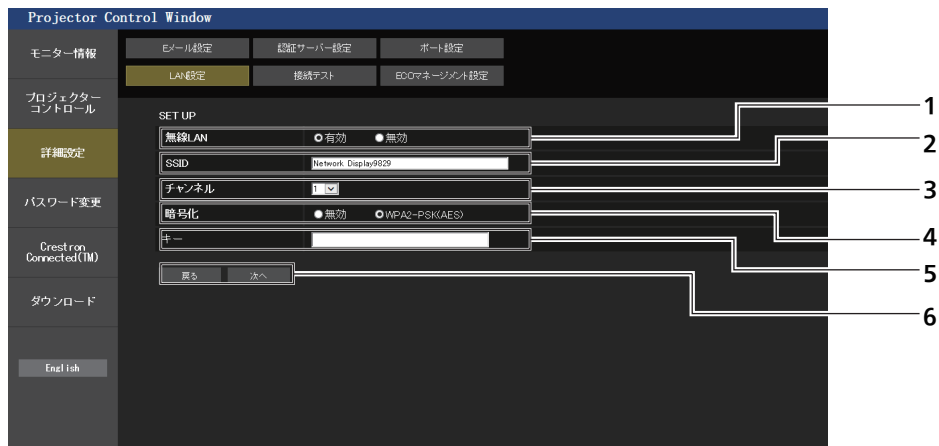 Projector Control Window
モニター情報
プロジェクター
コントロール
詳細設定
パスワード変更
Crestron
Connected(TM)
ダウンロード
English
Eメール設定 認証サーバー設定 ポート設定
LAN設定 接続テスト ECOマネージメント設定
SET UP
無線LAN 有効 無効
SSID Network Display9829
チャンネル 1
暗号化 無効 WPA2-PSK(AES)
キー
戻る 次へ
1
2
3
4
5
6